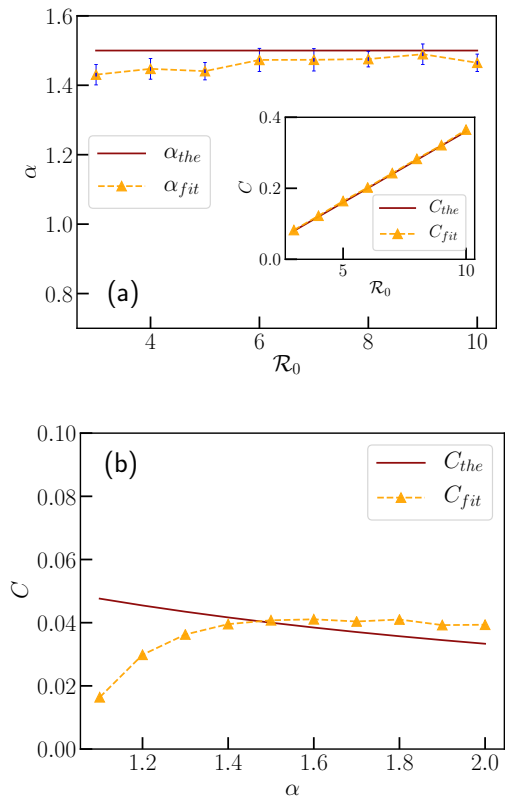 1.6
1.4
1.2
1.0
0.8
α
α_the
α_fit
(a)
0.4
0.2
0.0
C
C_the
C_fit
5 10
R₀
4 6 8 10
R₀
0.10
0.08
0.06
0.04
0.02
0.00
C
(b)
C_the
C_fit
1.2 1.4 1.6 1.8 2.0
α